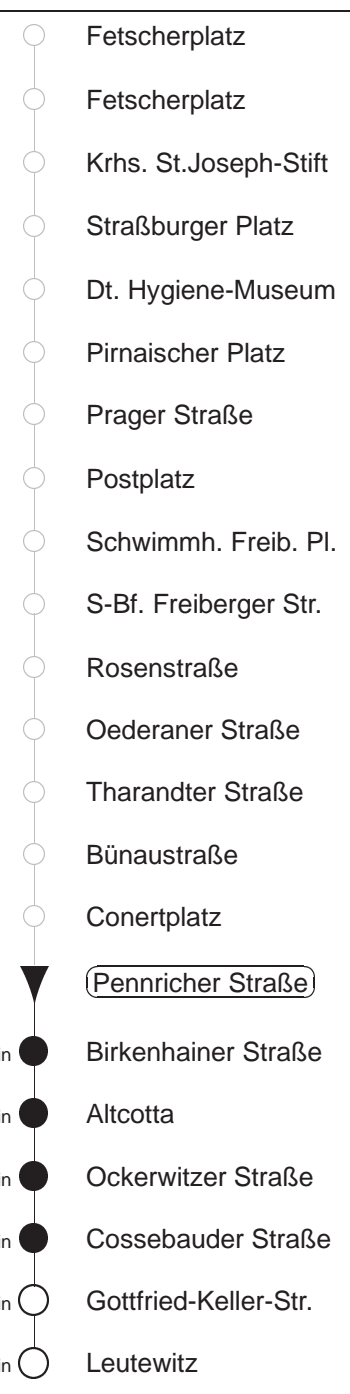 Fetscherplatz
Fetscherplatz
Krhs. St.Joseph-Stift
Straßburger Platz
Dt. Hygiene-Museum
Pirnaischer Platz
Prager Straße
Postplatz
Schwimmh. Freib. Pl.
S-Bf. Freiberger Str.
Rosenstraße
Oederaner Straße
Tharandter Straße
Bünaustraße
Conertplatz
Pennricher Straße
Birkenhainer Straße
Altcotta
Ockerwitzer Straße
Cossebauder Straße
Gottfried-Keller-Str.
Leutewitz